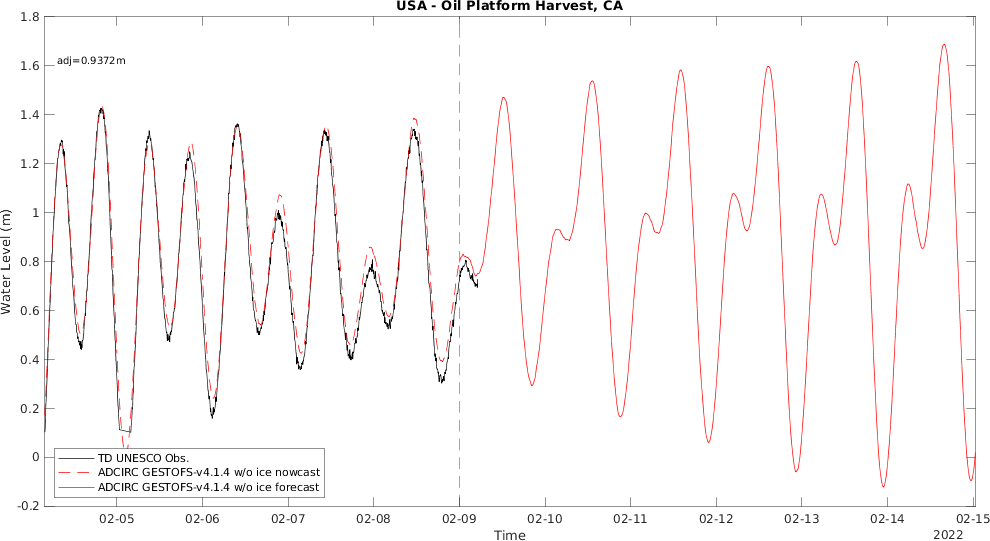 USA - Oil Platform Harvest, CA
1.8
1.6
1.4
1.2
1
0.8
0.6
0.4
0.2
0
-0.2
Water Level (m)
adj=0.9372m
TD UNESCO Obs.
ADCIRC GESTOFS-v4.1.4 w/o ice nowcast
ADCIRC GESTOFS-v4.1.4 w/o ice forecast
02-05 02-06 02-07 02-08 02-09 02-10 02-11 02-12 02-13 02-14 02-15
Time
2022